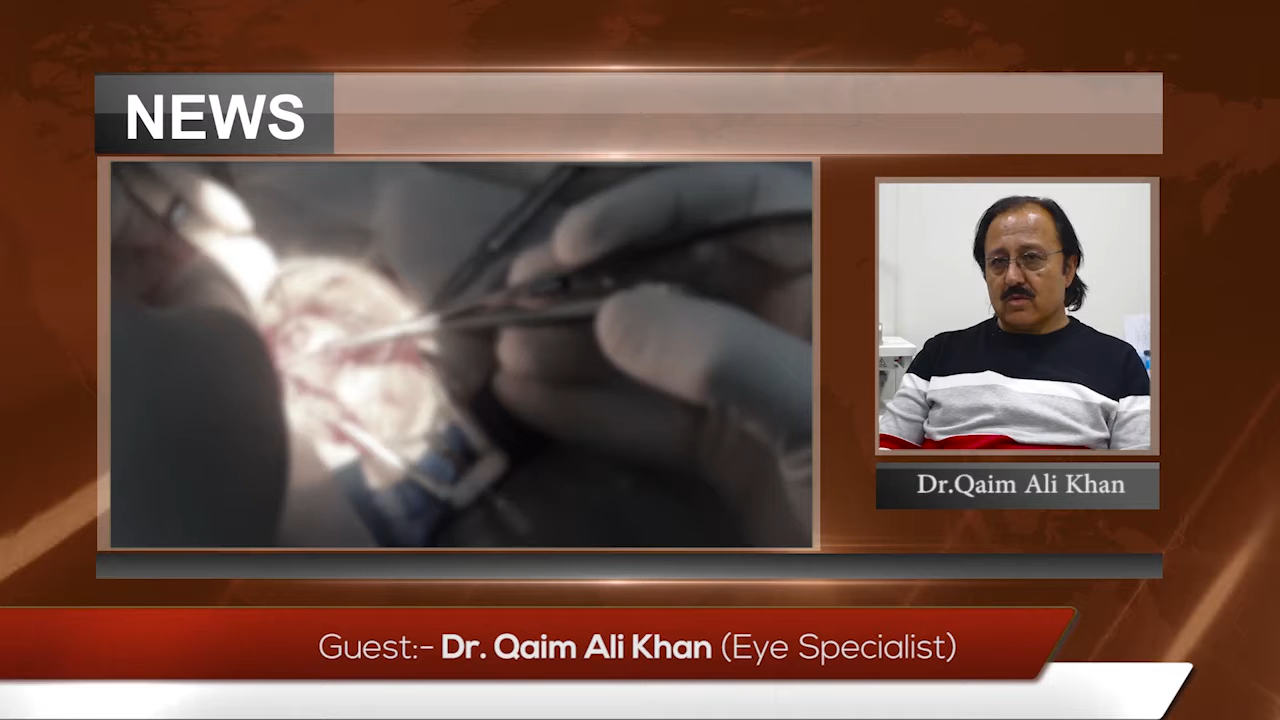 NEWS
Dr.Qaim Ali Khan
Guest:- Dr. Qaim Ali Khan (Eye Specialist)